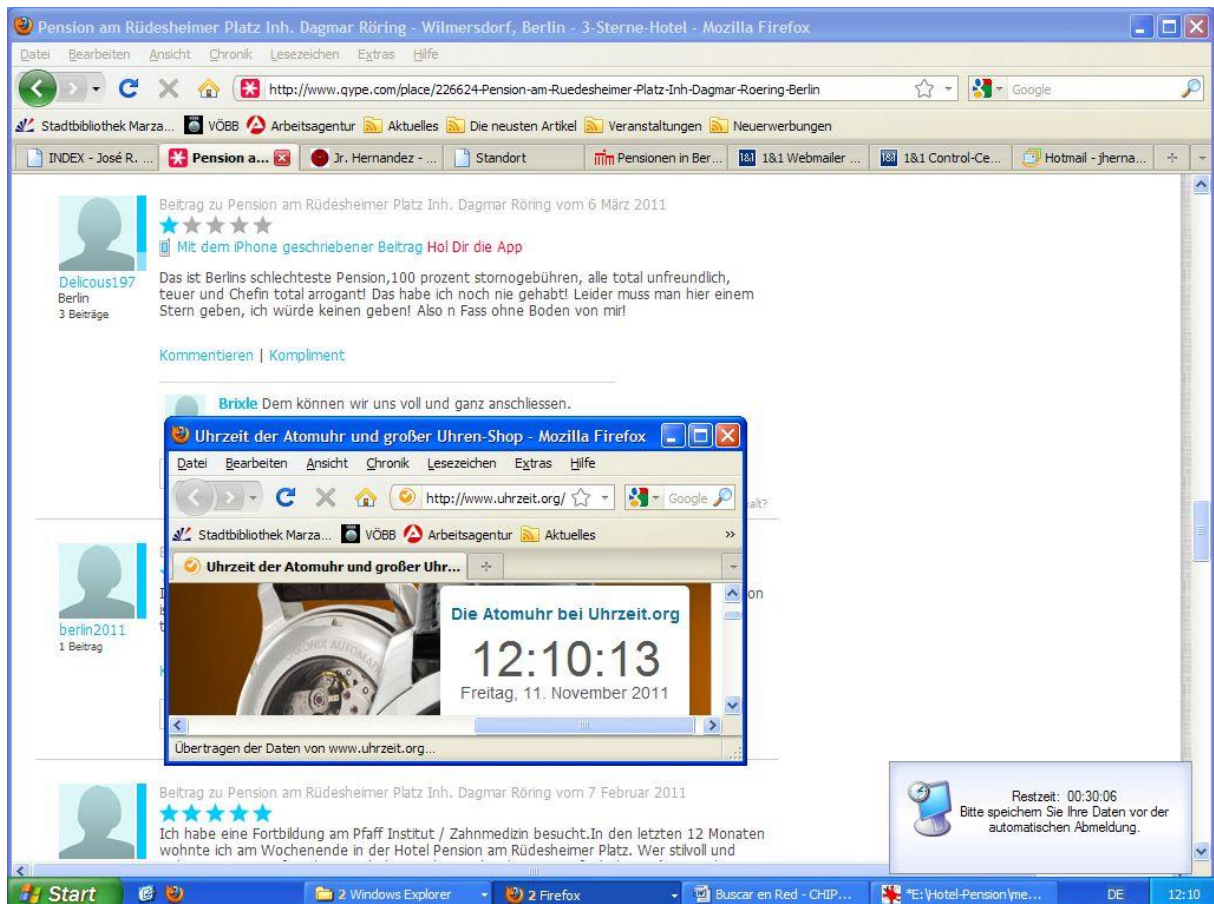 Pension am Rüdesheimer Platz Inh. Dagmar Röring - Wilmersdorf, Berlin - 3-Sterne-Hotel - Mozilla Firefox
Datei Bearbeiten Ansicht Chronik Lesezeichen Extras Hilfe
http://www.qype.com/place/226624-Pension-am-Ruedesheimer-Platz-Inh-Dagmar-Roering-Berlin Google
Stadtbibliothek Marza... VÖBB Arbeitsagentur Aktuelles Die neusten Artikel Veranstaltungen Neuerwerbungen
INDEX - José R. ... Pension a... Jr. Hernandez - ... Standort Pensionen in Ber... 1&1 Webmailer ... 1&1 Control-Ce... Hotmail - jherna...
Beitrag zu Pension am Rüdesheimer Platz Inh. Dagmar Röring vom 6 März 2011
Mit dem iPhone geschriebener Beitrag Hol Dir die App
Delicous197
Berlin
3 Beiträge
Das ist Berlins schlechteste Pension,100 prozent stornogebühren, alle total unfreundlich,
teuer und Chefin total arrogant! Das habe ich noch nie gehabt! Leider muss man hier einem
Stern geben, ich würde keinen geben! Also n Fass ohne Boden von mir!
Kommentieren | Kompliment
Brixle Dem können wir uns voll und ganz anschliessen.
Uhrzeit der Atomuhr und großer Uhren-Shop - Mozilla Firefox
Datei Bearbeiten Ansicht Chronik Lesezeichen Extras Hilfe
http://www.uhrzeit.org/ Google
Stadtbibliothek Marza... VÖBB Arbeitsagentur Aktuelles »
Uhrzeit der Atomuhr und großer Uhr...
Die Atomuhr bei Uhrzeit.org
12:10:13
Freitag, 11. November 2011
Übertragen der Daten von www.uhrzeit.org...
berlin2011
1 Beitrag
Beitrag zu Pension am Rüdesheimer Platz Inh. Dagmar Röring vom 7 Februar 2011
Ich habe eine Fortbildung am Pfaff Institut / Zahnmedizin besucht.In den letzten 12 Monaten
wohnte ich am Wochenende in der Hotel Pension am Rüdesheimer Platz. Wer stilvoll und
Restzeit: 00:30:06
Bitte speichern Sie Ihre Daten vor der
automatischen Abmeldung.
Start 2 Windows Explorer 2 Firefox Buscar en Red - CHIP... *E:\Hotel-Pension\me... DE 12:10